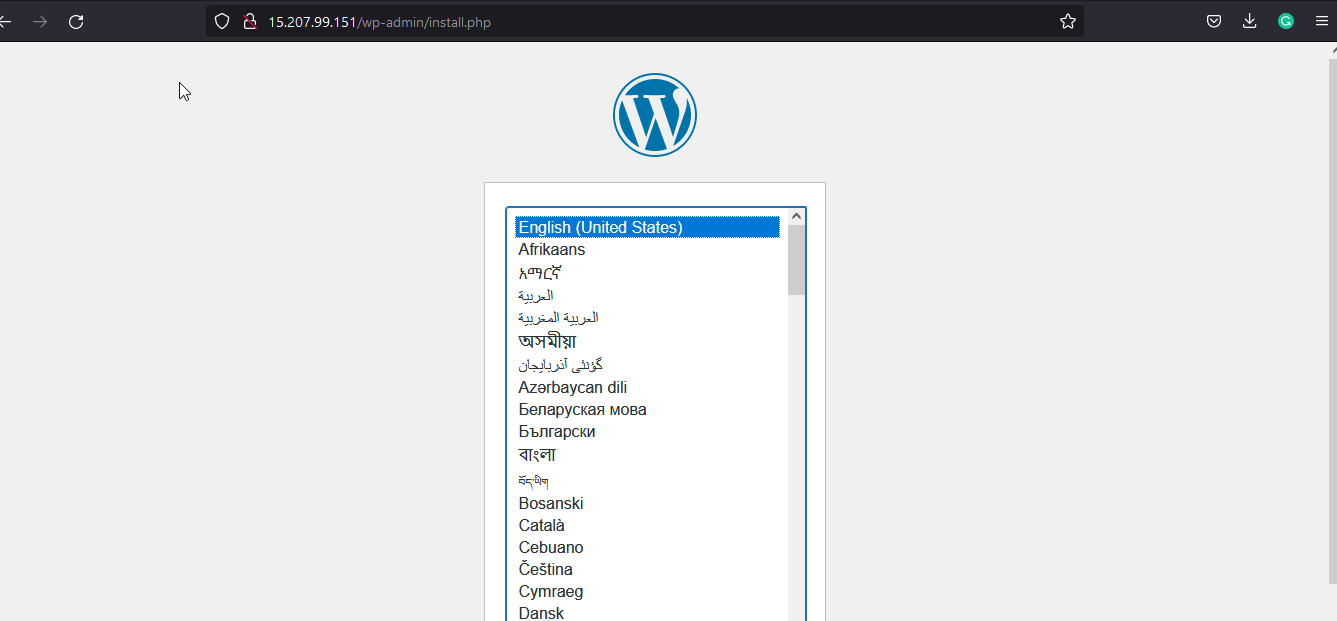 15.207.99.151/wp-admin/install.php
English (United States)
Afrikaans
አማርኛ
العربية
العربية المغربية
অসমীয়া
گؤنئی آذربایجان
Azərbaycan dili
Беларуская мова
Български
বাংলা
བོད་ཡིག
Bosanski
Català
Cebuano
Čeština
Cymraeg
Dansk